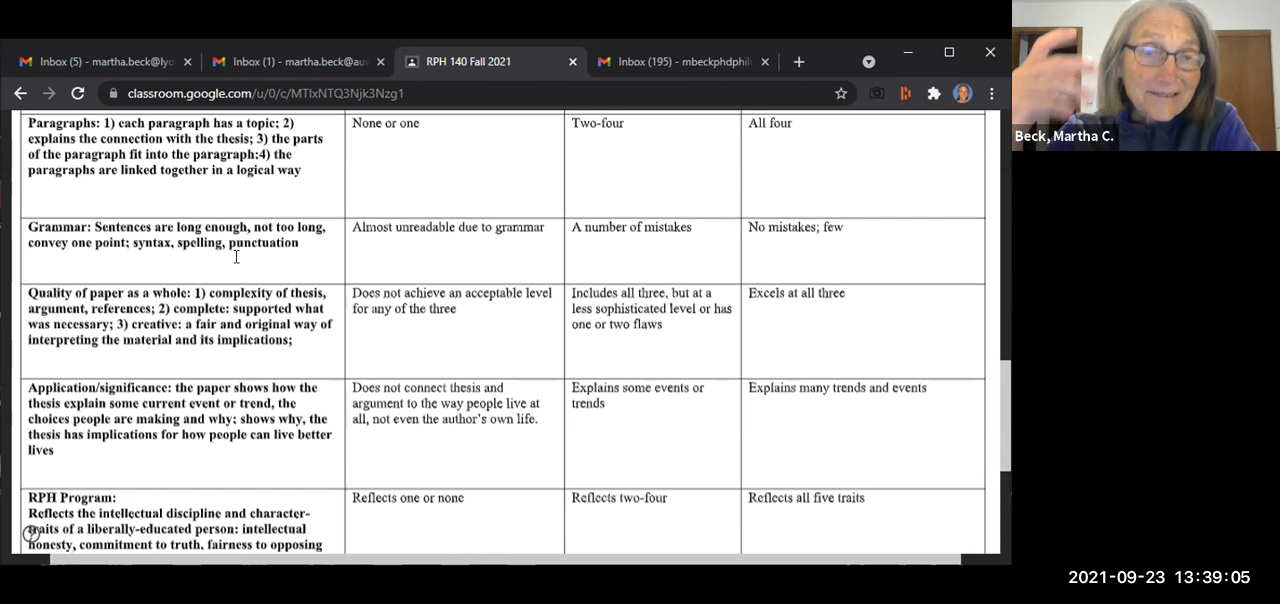 Inbox (5) - martha.beck@lyo
Inbox (1) - martha.beck@au
RPH 140 Fall 2021
Inbox (195) - mbeckphdphil
classroom.google.com/u/0/c/MTIxNTQ3Njk3Nzg1
Beck, Martha C.
Paragraphs: 1) each paragraph has a topic; 2)
explains the connection with the thesis; 3) the parts
of the paragraph fit into the paragraph;4) the
paragraphs are linked together in a logical way
None or one
Two-four
All four
Grammar: Sentences are long enough, not too long,
convey one point; syntax, spelling, punctuation
Almost unreadable due to grammar
A number of mistakes
No mistakes; few
Quality of paper as a whole: 1) complexity of thesis,
argument, references; 2) complete: supported what
was necessary; 3) creative: a fair and original way of
interpreting the material and its implications;
Does not achieve an acceptable level
for any of the three
Includes all three, but at a
less sophisticated level or has
one or two flaws
Excels at all three
Application/significance: the paper shows how the
thesis explain some current event or trend, the
choices people are making and why; shows why, the
thesis has implications for how people can live better
lives
Does not connect thesis and
argument to the way people live at
all, not even the author's own life.
Explains some events or
trends
Explains many trends and events
RPH Program:
Reflects the intellectual discipline and character-
traits of a liberally-educated person: intellectual
honesty, commitment to truth, fairness to opposing
Reflects one or none
Reflects two-four
Reflects all five traits
2021-09-23 13:39:05